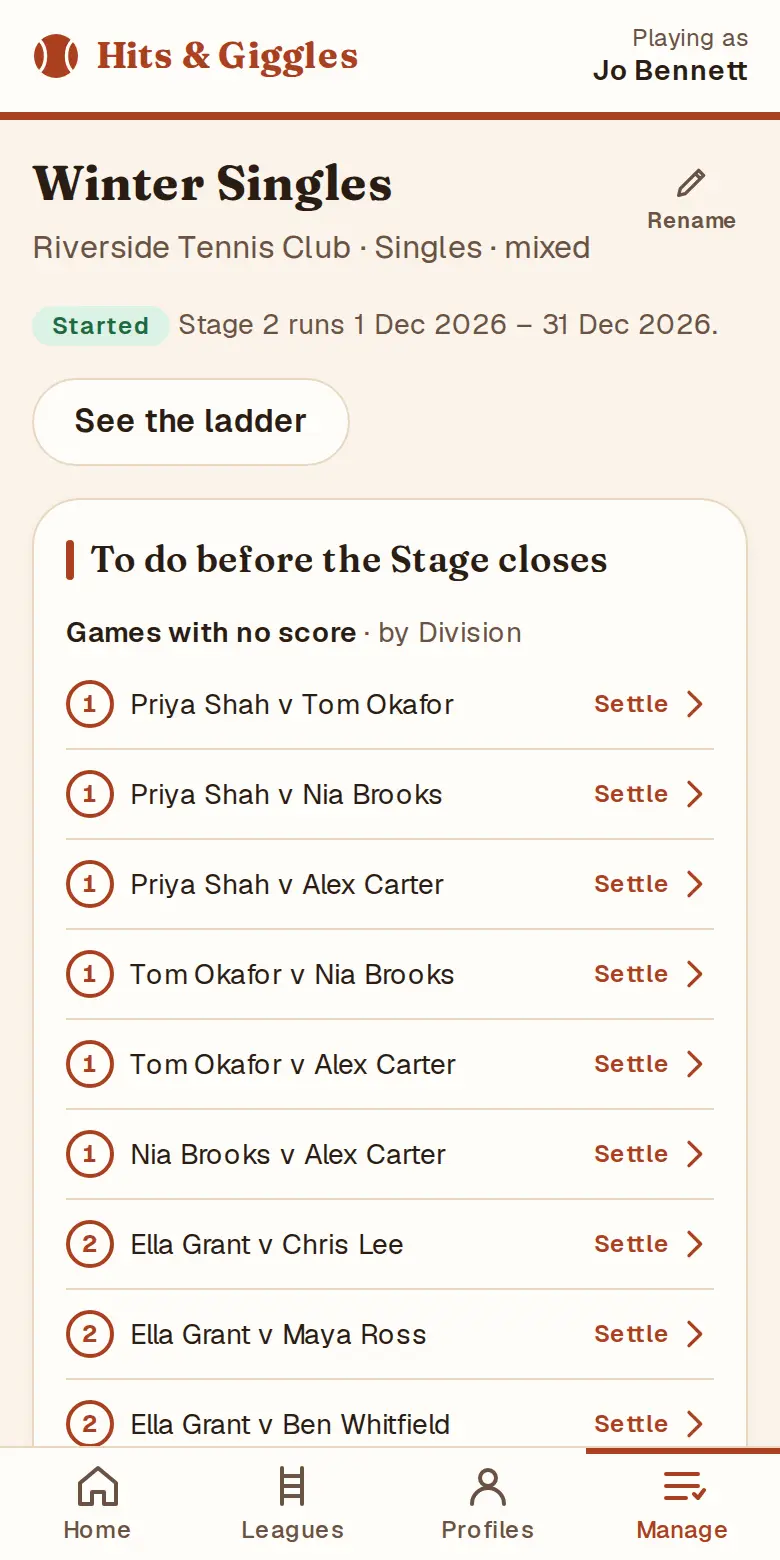 Hits & Giggles
Playing as
Jo Bennett
Winter Singles
Rename
Riverside Tennis Club · Singles · mixed
Started Stage 2 runs 1 Dec 2026 – 31 Dec 2026.
See the ladder
To do before the Stage closes
Games with no score · by Division
1 Priya Shah v Tom Okafor Settle
1 Priya Shah v Nia Brooks Settle
1 Priya Shah v Alex Carter Settle
1 Tom Okafor v Nia Brooks Settle
1 Tom Okafor v Alex Carter Settle
1 Nia Brooks v Alex Carter Settle
2 Ella Grant v Chris Lee Settle
2 Ella Grant v Maya Ross Settle
2 Ella Grant v Ben Whitfield Settle
Home Leagues Profiles Manage